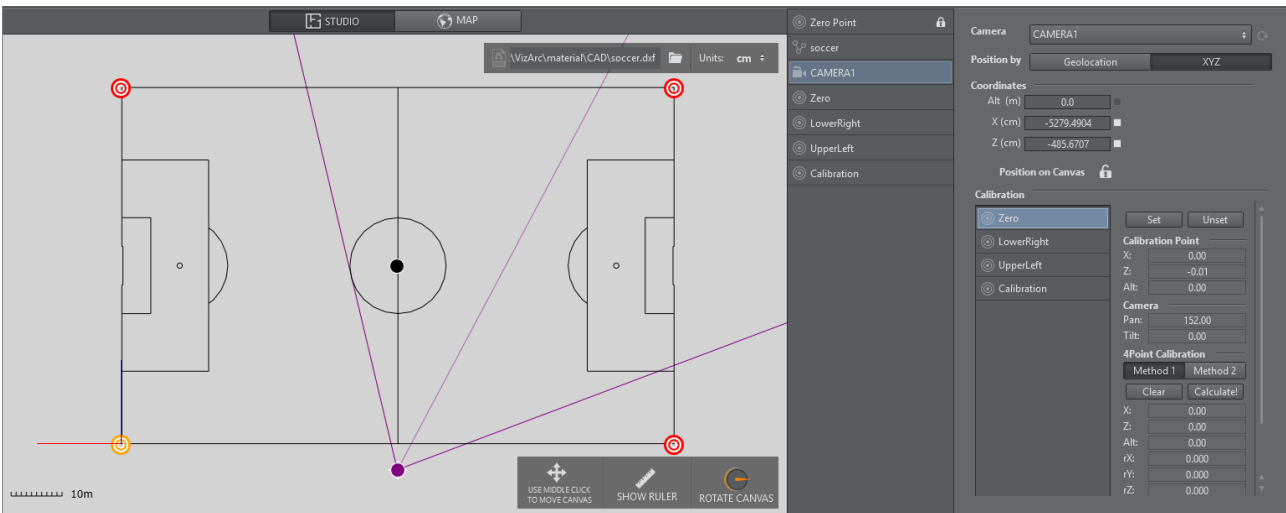 STUDIO
MAP
\VizArc\material\CAD\soccer.dxf
Units: cm
10m
USE MIDDLE CLICK
TO MOVE CANVAS
SHOW RULER
ROTATE CANVAS
Zero Point
soccer
CAMERA1
Zero
LowerRight
UpperLeft
Calibration
Camera CAMERA1
Position by Geolocation XYZ
Coordinates
Alt (m) 0.0
X (cm) -5279.4904
Z (cm) -485.6707
Position on Canvas
Calibration
Zero
LowerRight
UpperLeft
Calibration
Set Unset
Calibration Point
X: 0.00
Z: -0.01
Alt: 0.00
Camera
Pan: 152.00
Tilt: 0.00
4Point Calibration
Method 1 Method 2
Clear Calculate!
X: 0.00
Z: 0.00
Alt: 0.00
rX: 0.000
rY: 0.000
rZ: 0.000